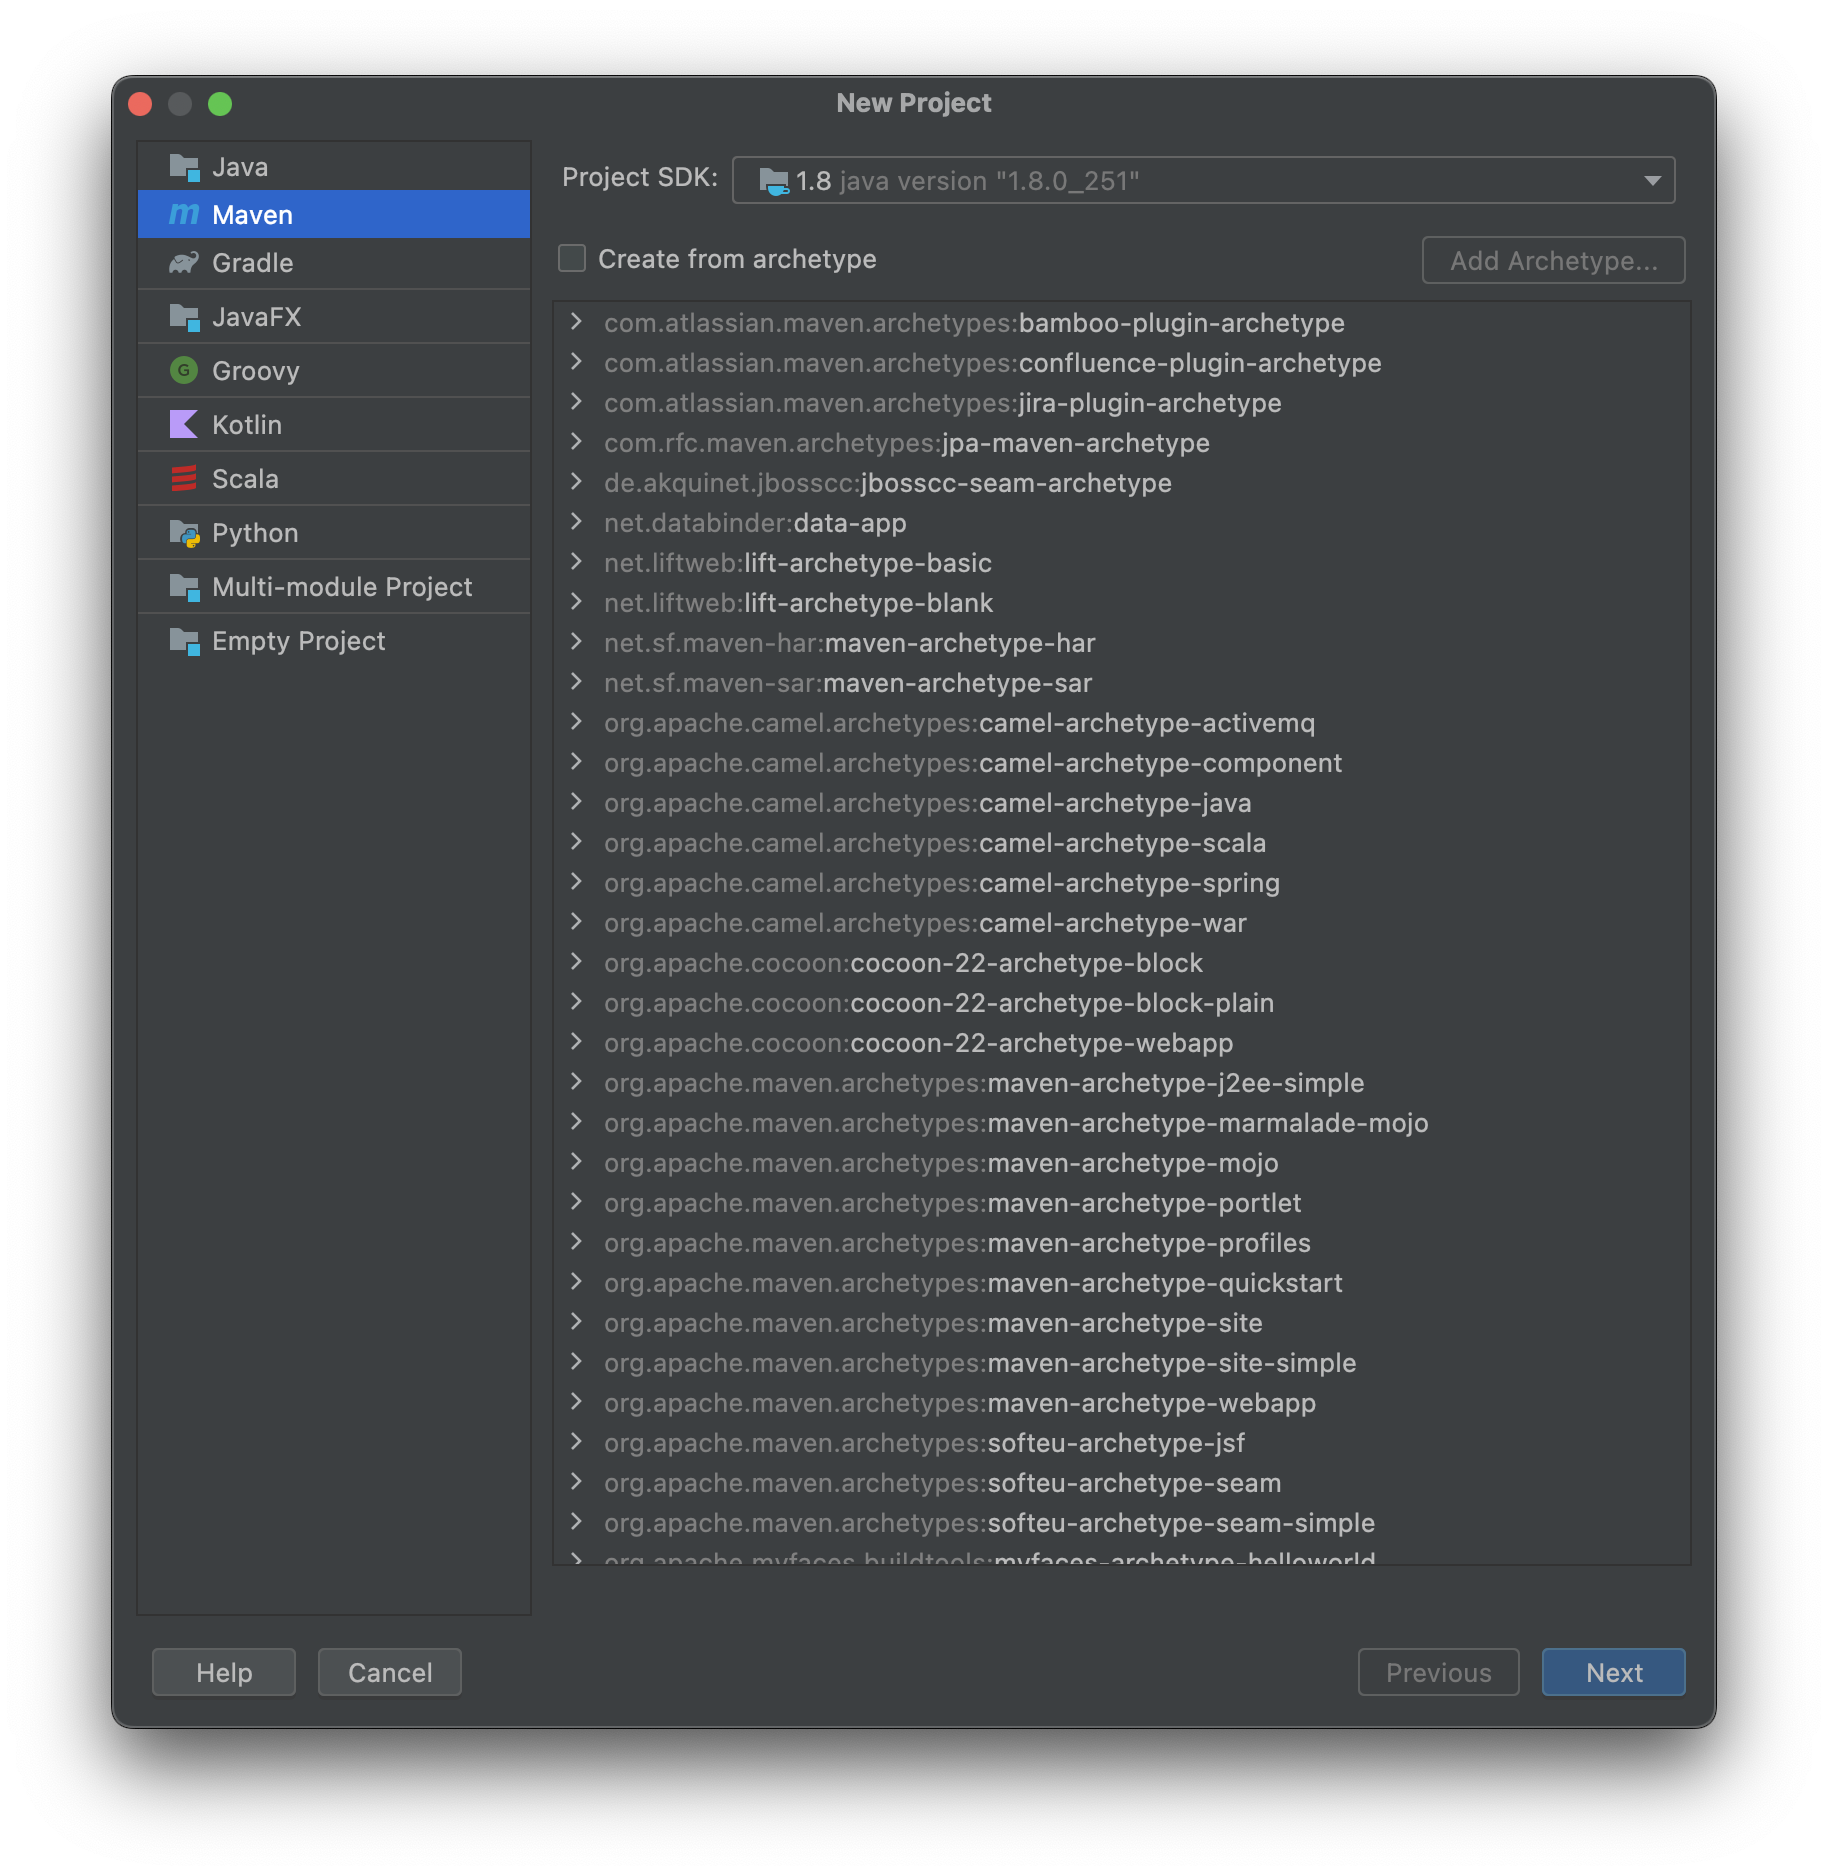 New Project
Java
Maven
Gradle
JavaFX
Groovy
Kotlin
Scala
Python
Multi-module Project
Empty Project
Project SDK: 1.8 java version "1.8.0_251"
Create from archetype
Add Archetype...
com.atlassian.maven.archetypes:bamboo-plugin-archetype
com.atlassian.maven.archetypes:confluence-plugin-archetype
com.atlassian.maven.archetypes:jira-plugin-archetype
com.rfc.maven.archetypes:jpa-maven-archetype
de.akquinet.jbosscc:jbosscc-seam-archetype
net.databinder:data-app
net.liftweb:lift-archetype-basic
net.liftweb:lift-archetype-blank
net.sf.maven-har:maven-archetype-har
net.sf.maven-sar:maven-archetype-sar
org.apache.camel.archetypes:camel-archetype-activemq
org.apache.camel.archetypes:camel-archetype-component
org.apache.camel.archetypes:camel-archetype-java
org.apache.camel.archetypes:camel-archetype-scala
org.apache.camel.archetypes:camel-archetype-spring
org.apache.camel.archetypes:camel-archetype-war
org.apache.cocoon:cocoon-22-archetype-block
org.apache.cocoon:cocoon-22-archetype-block-plain
org.apache.cocoon:cocoon-22-archetype-webapp
org.apache.maven.archetypes:maven-archetype-j2ee-simple
org.apache.maven.archetypes:maven-archetype-marmalade-mojo
org.apache.maven.archetypes:maven-archetype-mojo
org.apache.maven.archetypes:maven-archetype-portlet
org.apache.maven.archetypes:maven-archetype-profiles
org.apache.maven.archetypes:maven-archetype-quickstart
org.apache.maven.archetypes:maven-archetype-site
org.apache.maven.archetypes:maven-archetype-site-simple
org.apache.maven.archetypes:maven-archetype-webapp
org.apache.maven.archetypes:softeu-archetype-jsf
org.apache.maven.archetypes:softeu-archetype-seam
org.apache.maven.archetypes:softeu-archetype-seam-simple
org.apache.myfaces.buildtools:myfaces-archetype-helloworld
Help
Cancel
Previous
Next